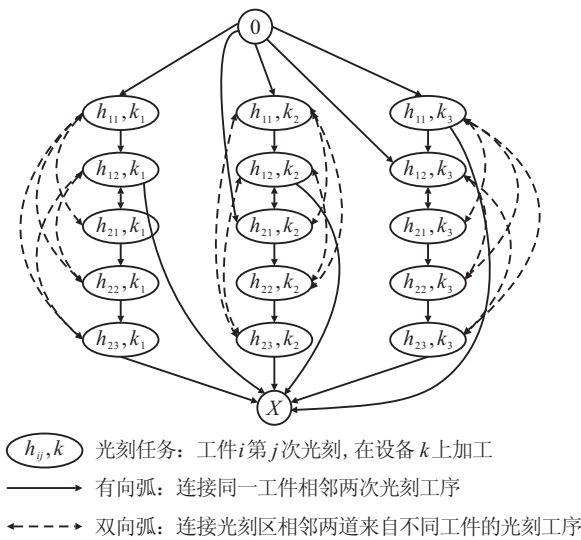 0
h₁₁,k₁ h₁₁,k₂ h₁₁,k₃
h₁₂,k₁ h₁₂,k₂ h₁₂,k₃
h₂₁,k₁ h₂₁,k₂ h₂₁,k₃
h₂₂,k₁ h₂₂,k₂ h₂₂,k₃
h₂₃,k₁ h₂₃,k₂ h₂₃,k₃
X
hᵢⱼ,k 光刻任务：工件i第j次光刻, 在设备k上加工
有向弧：连接同一工件相邻两次光刻工序
双向弧：连接光刻区相邻两道来自不同工件的光刻工序